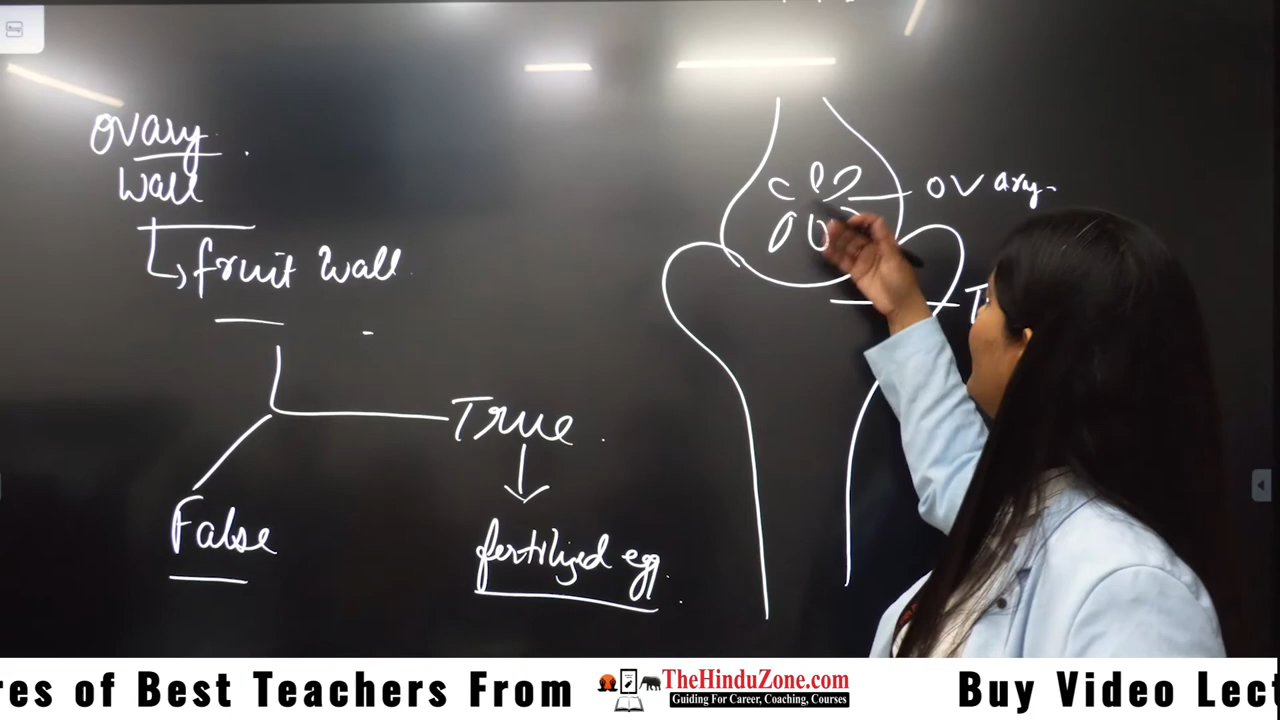 ovary
wall
fruit wall
True
False
fertilized egg
ovary
T
res of Best Teachers From
TheHinduZone.com
Guiding For Career, Coaching, Courses
Buy Video Lect